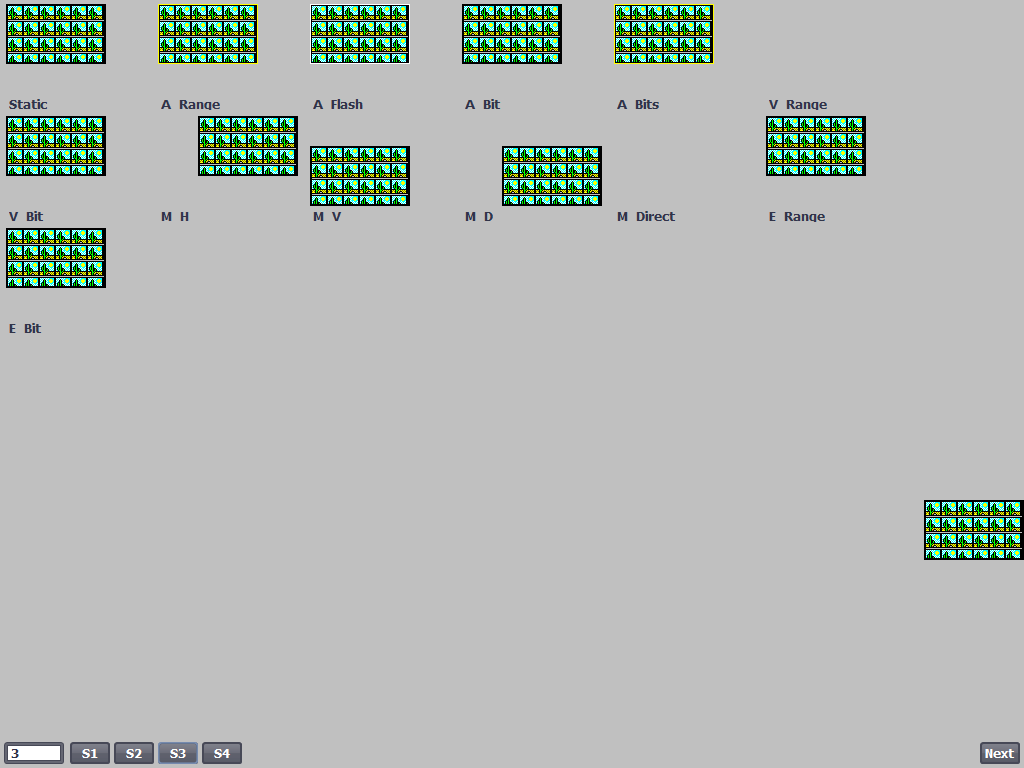 Static A Range A Flash A Bit A Bits V Range
V Bit M H M V M D M Direct E Range
E Bit
3 S1 S2 S3 S4 Next